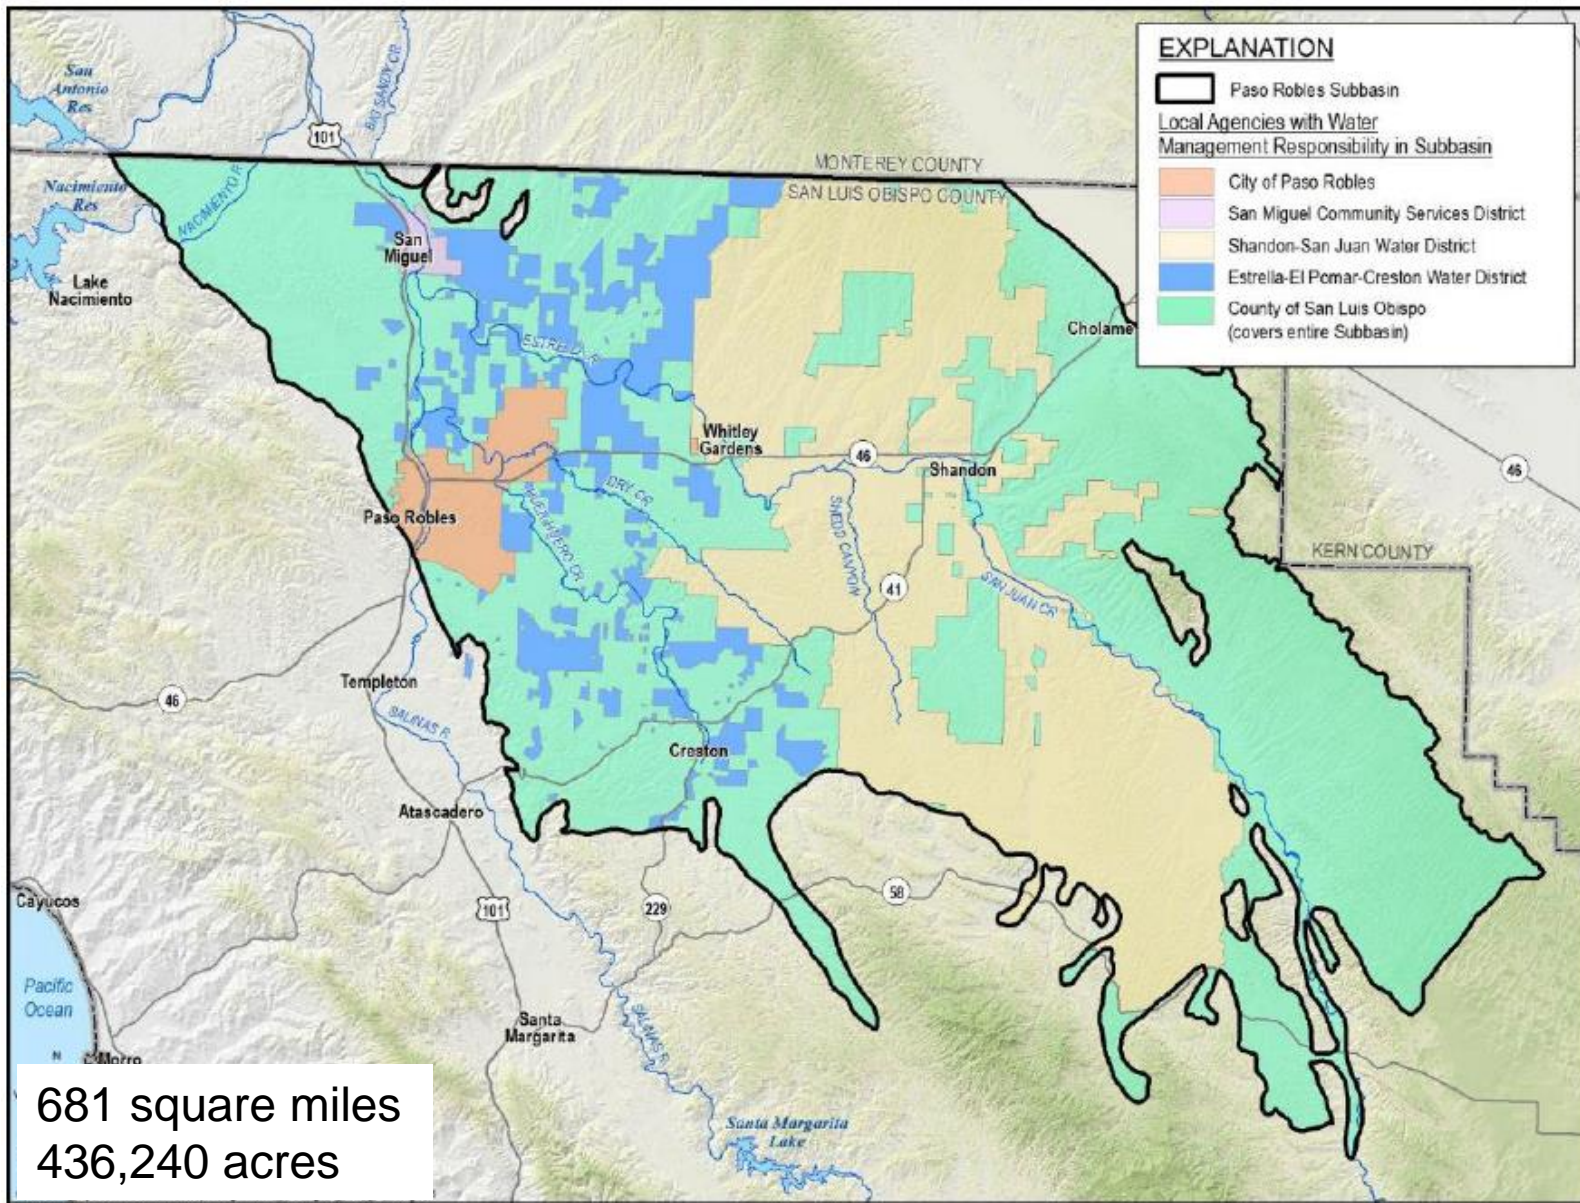 EXPLANATION
Paso Robles Subbasin
Local Agencies with Water
Management Responsibility in Subbasin
City of Paso Robles
San Miguel Community Services District
Shandon-San Juan Water District
Estrella-El Pomar-Creston Water District
County of San Luis Obispo
(covers entire Subbasin)
San
Antonio
Res
BIG SANDY CR
101
MONTEREY COUNTY
SAN LUIS OBISPO COUNTY
Nacimiento
Res
NACIMIENTO R
San
Miguel
Lake
Nacimiento
Cholame
ESTRELLA R
Whitley
Gardens
46
Shandon
46
Paso Robles
HUERHUERO CR
DRY CR
SHEDD CANYON
KERN COUNTY
41
SAN JUAN CR
Templeton
46
SALINAS R
Creston
Atascadero
Cayucos
101
229
58
Pacific
Ocean
Santa
Margarita
SALINAS R
N
Morro
Santa Margarita
Lake
681 square miles
436,240 acres